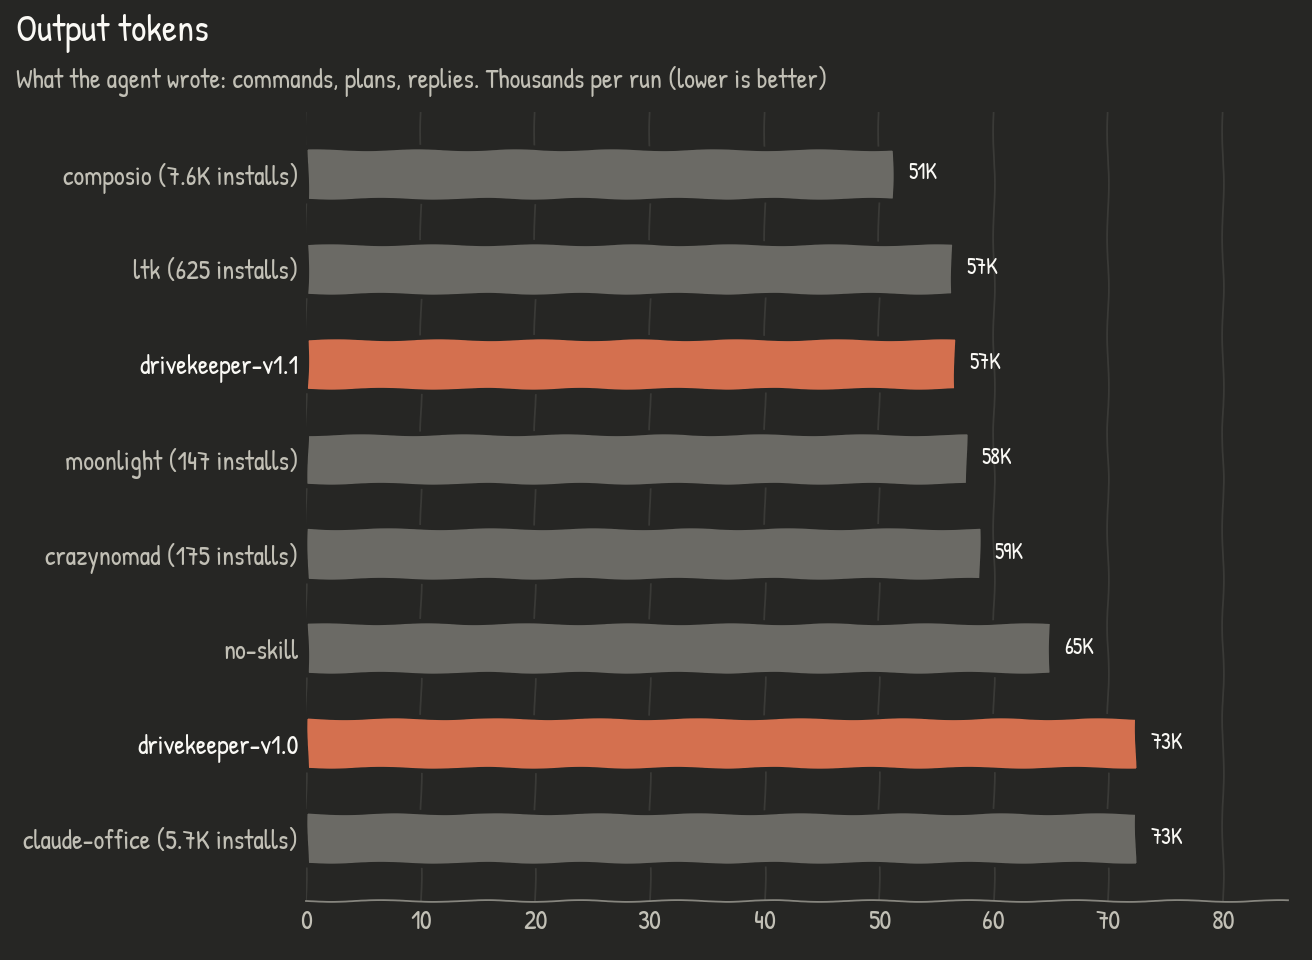 Output tokens
What the agent wrote: commands, plans, replies. Thousands per run (lower is better)
composio (7.6K installs) 51K
ltk (625 installs) 57K
drivekeeper-v1.1 57K
moonlight (147 installs) 58K
crazynomad (175 installs) 59K
no-skill 65K
drivekeeper-v1.0 73K
claude-office (5.7K installs) 73K
0 10 20 30 40 50 60 70 80